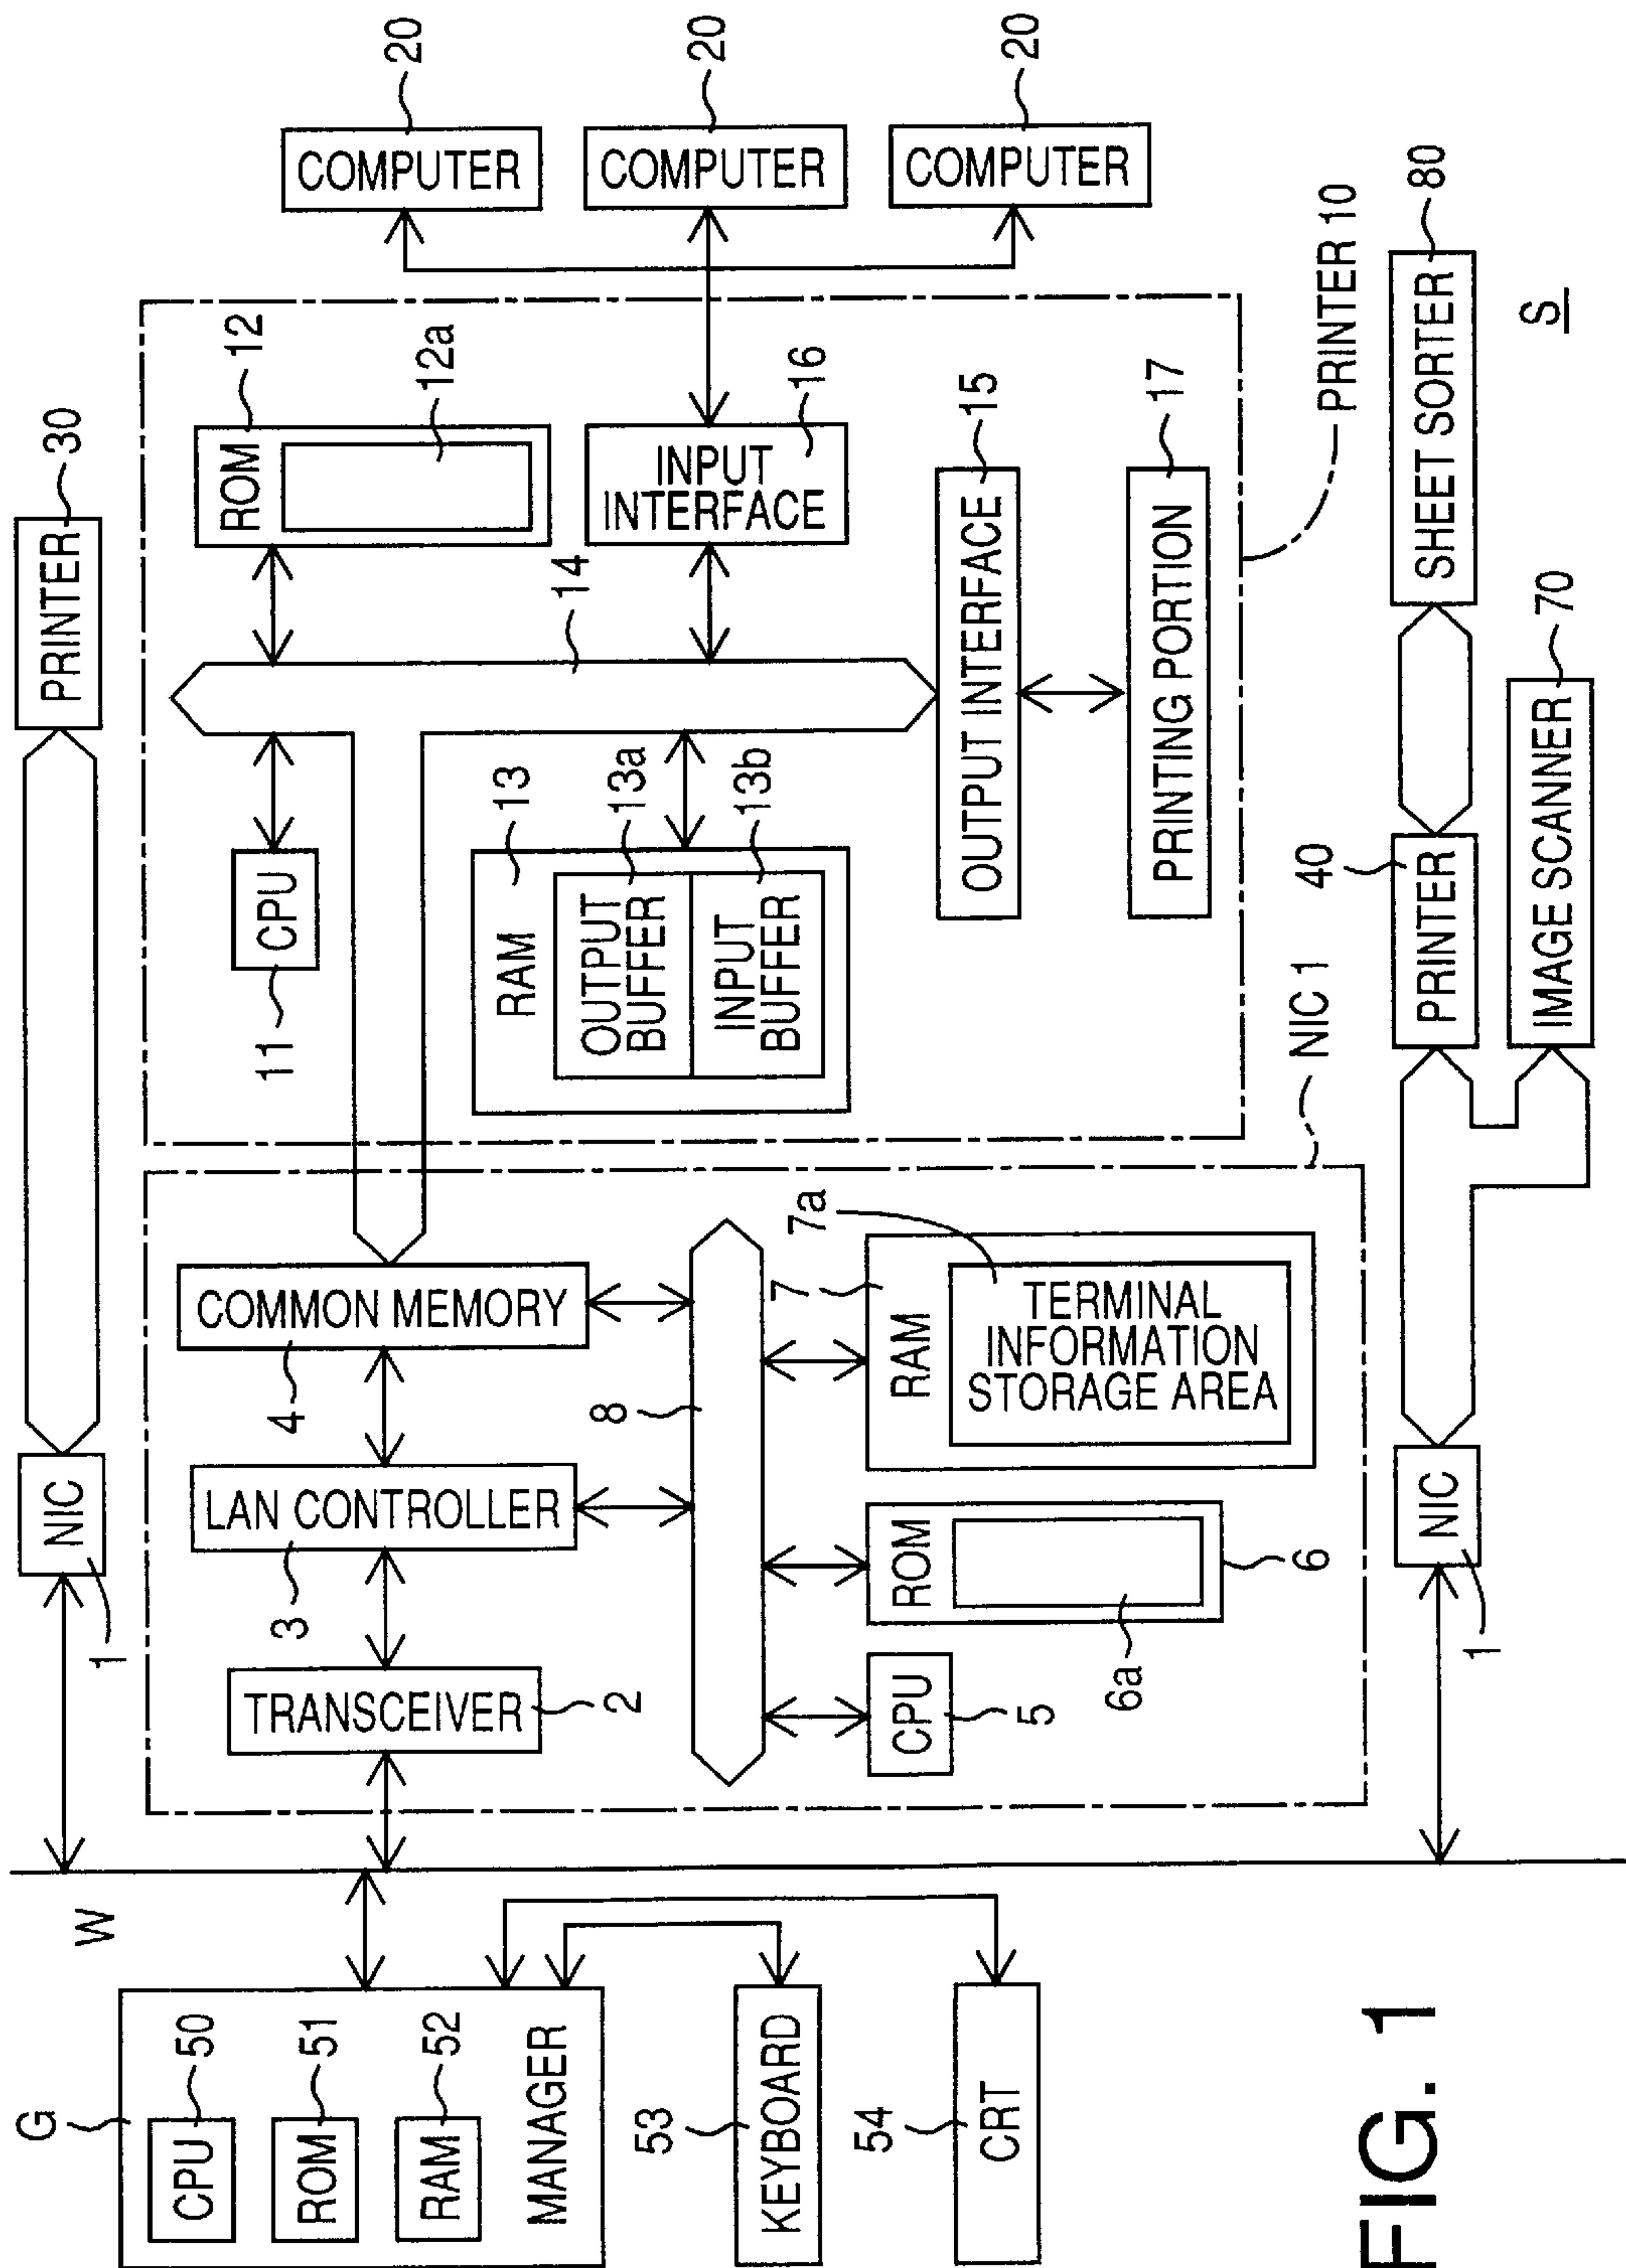 G
CPU
50
ROM
51
RAM
52
MANAGER
53
KEYBOARD
54
CRT
W
NIC
1
PRINTER
30
TRANSCEIVER
2
LAN CONTROLLER
3
COMMON MEMORY
4
8
CPU
5
ROM
6
6a
RAM
7
7a
TERMINAL
INFORMATION
STORAGE AREA
NIC 1
CPU
11
ROM
12
12a
14
RAM
13
OUTPUT
BUFFER
13a
INPUT
BUFFER
13b
INPUT
INTERFACE
16
OUTPUT INTERFACE
15
PRINTING PORTION
17
PRINTER 10
COMPUTER
20
COMPUTER
20
COMPUTER
20
NIC
1
PRINTER
40
SHEET SORTER
80
IMAGE SCANNER
70
S
FIG. 1